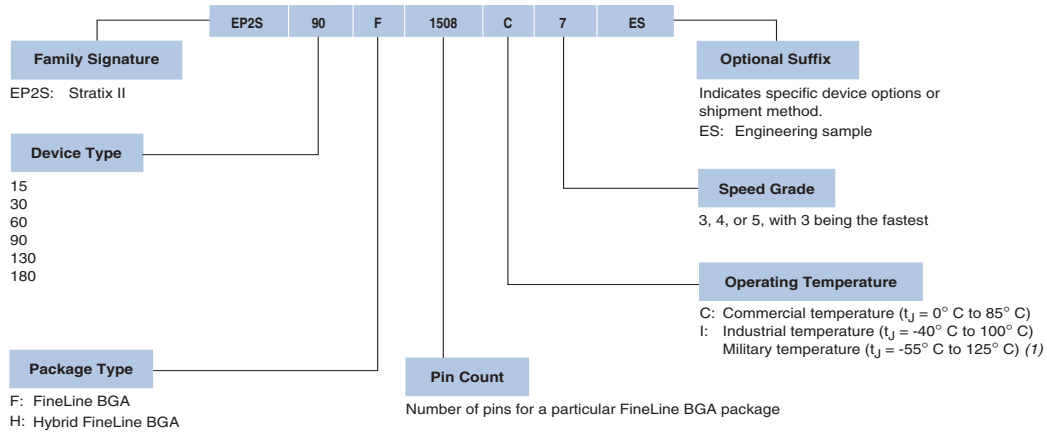 EP2S 90 F 1508 C 7 ES
Family Signature
EP2S: Stratix II
Device Type
15
30
60
90
130
180
Package Type
F: FineLine BGA
H: Hybrid FineLine BGA
Pin Count
Number of pins for a particular FineLine BGA package
Optional Suffix
Indicates specific device options or
shipment method.
ES: Engineering sample
Speed Grade
3, 4, or 5, with 3 being the fastest
Operating Temperature
C: Commercial temperature (tJ = 0° C to 85° C)
I: Industrial temperature (tJ = -40° C to 100° C)
Military temperature (tJ = -55° C to 125° C) (1)